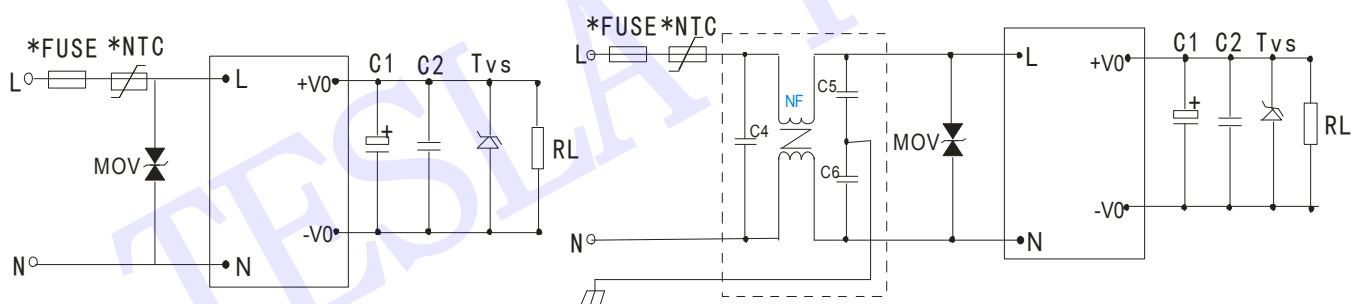 *FUSE *NTC
L
L
+V0
C1
C2
Tvs
MOV
RL
-V0
N
N
*FUSE *NTC
L
C4
NF
C5
C6
MOV
L
+V0
C1
C2
Tvs
RL
-V0
N
N
+
+
TESLA